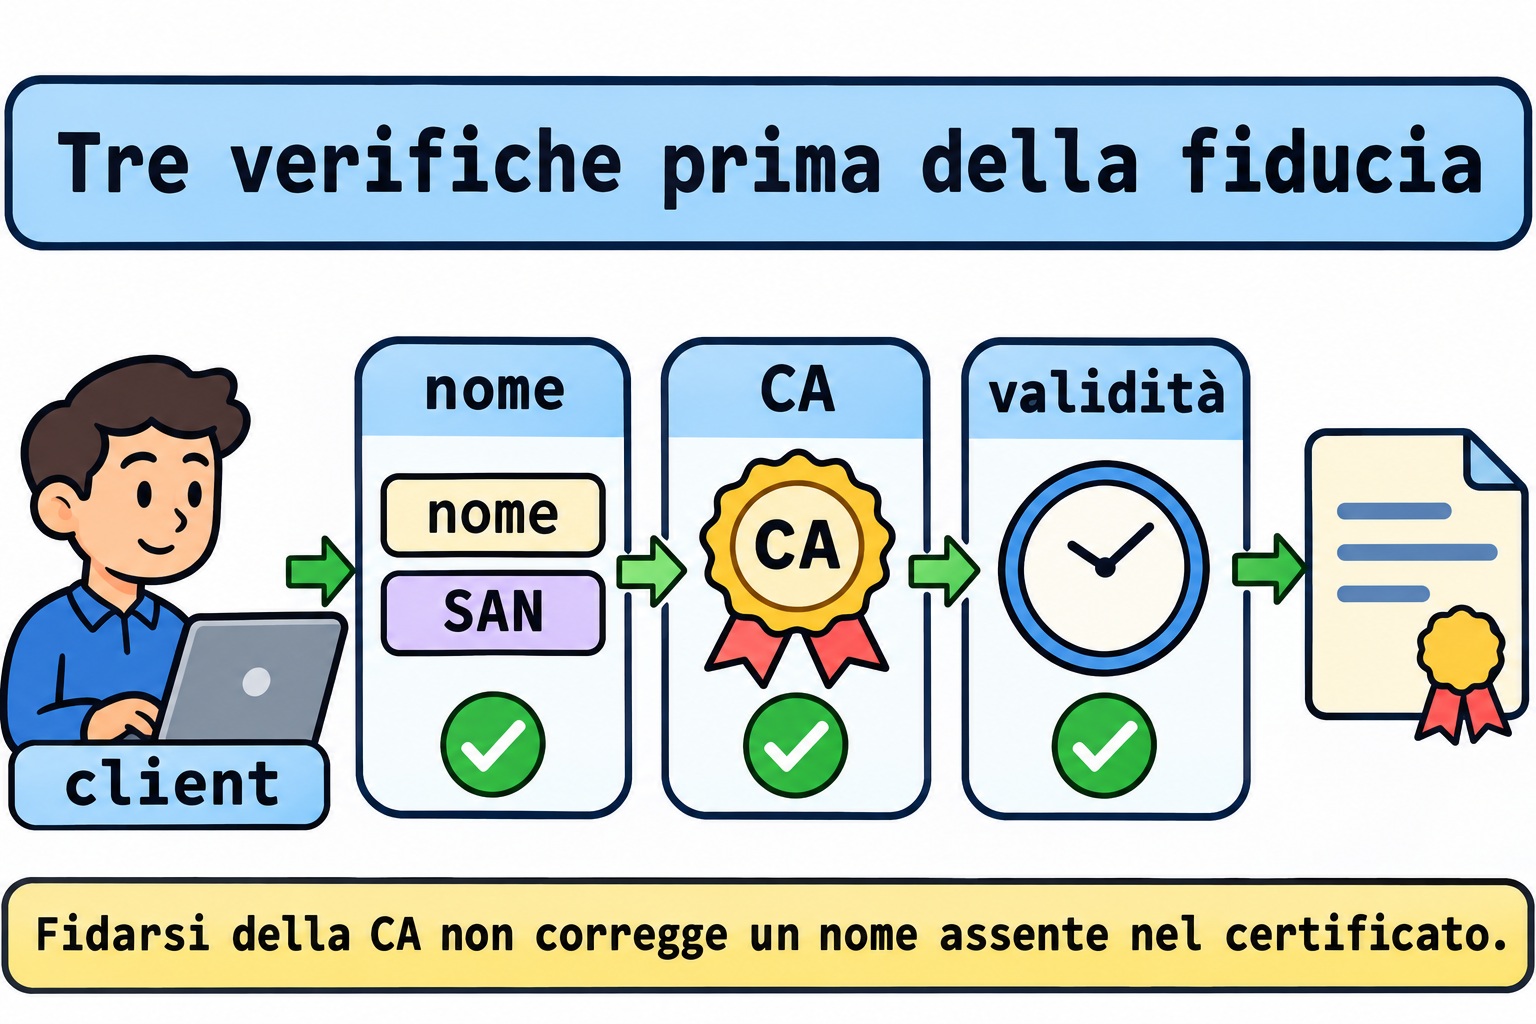 Tre verifiche prima della fiducia
nome
CA
validità
nome
SAN
CA
client
Fidarsi della CA non corregge un nome assente nel certificato.